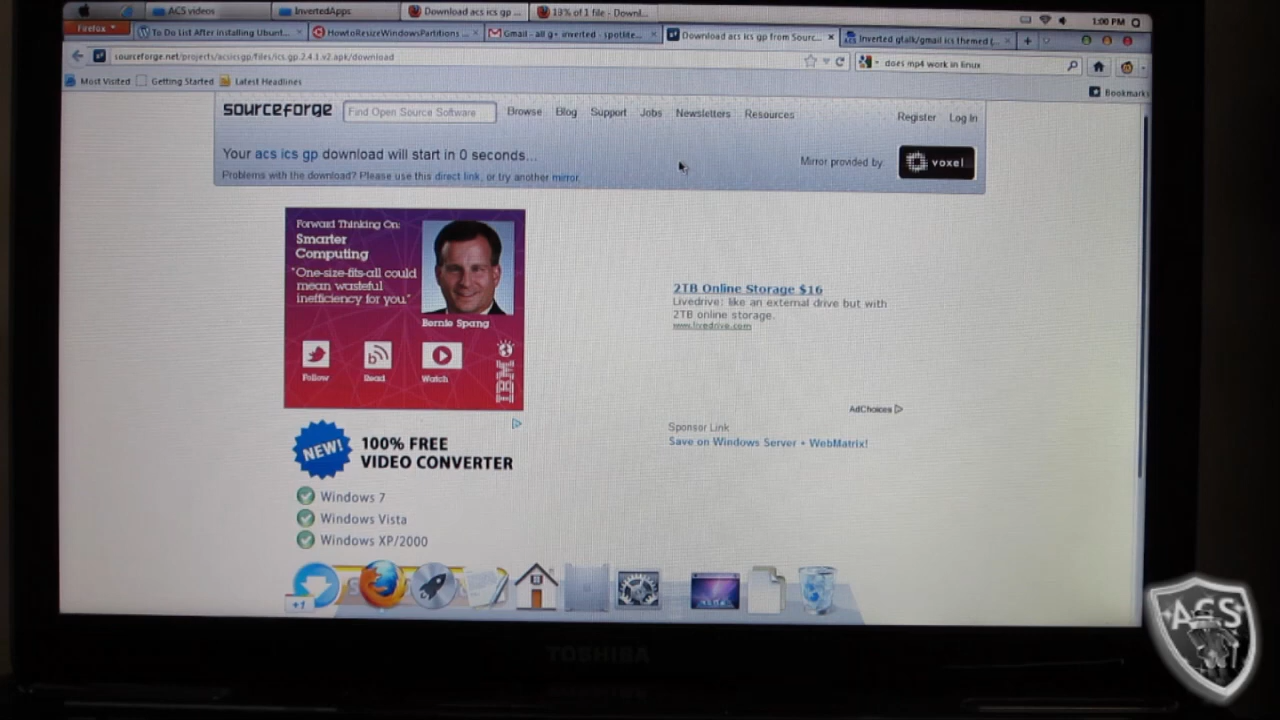 ACS videos InvertedApps Download acs ics gp ... 19% of 1 file - Downl... 1:00 PM
Firefox To Do List After installing Ubunt... HowtoResizeWindowsPartitions ... Gmail - all g+ inverted - spotlite... Download acs ics gp from Sourc... Inverted gtalk/gmail ics themed (...
sourceforge.net/projects/acsicsgp/files/ics.gp.2.4.1.v2.apk/download does mp4 work in linux
Most Visited Getting Started Latest Headlines
Bookmarks
sourceforge Find Open Source Software Browse Blog Support Jobs Newsletters Resources Register Log In
Your acs ics gp download will start in 0 seconds...
Mirror provided by: voxel
Problems with the download? Please use this direct link, or try another mirror.
Forward Thinking On:
Smarter
Computing
"One-size-fits-all could
mean wasteful
inefficiency for you."
Bernie Spang
Follow Read Watch
IBM
2TB Online Storage $16
Livedrive: like an external drive but with
2TB online storage.
www.livedrive.com
AdChoices
Sponsor Link
Save on Windows Server + WebMatrix!
NEW! 100% FREE
VIDEO CONVERTER
Windows 7
Windows Vista
Windows XP/2000
+1
TOSHIBA
ACS